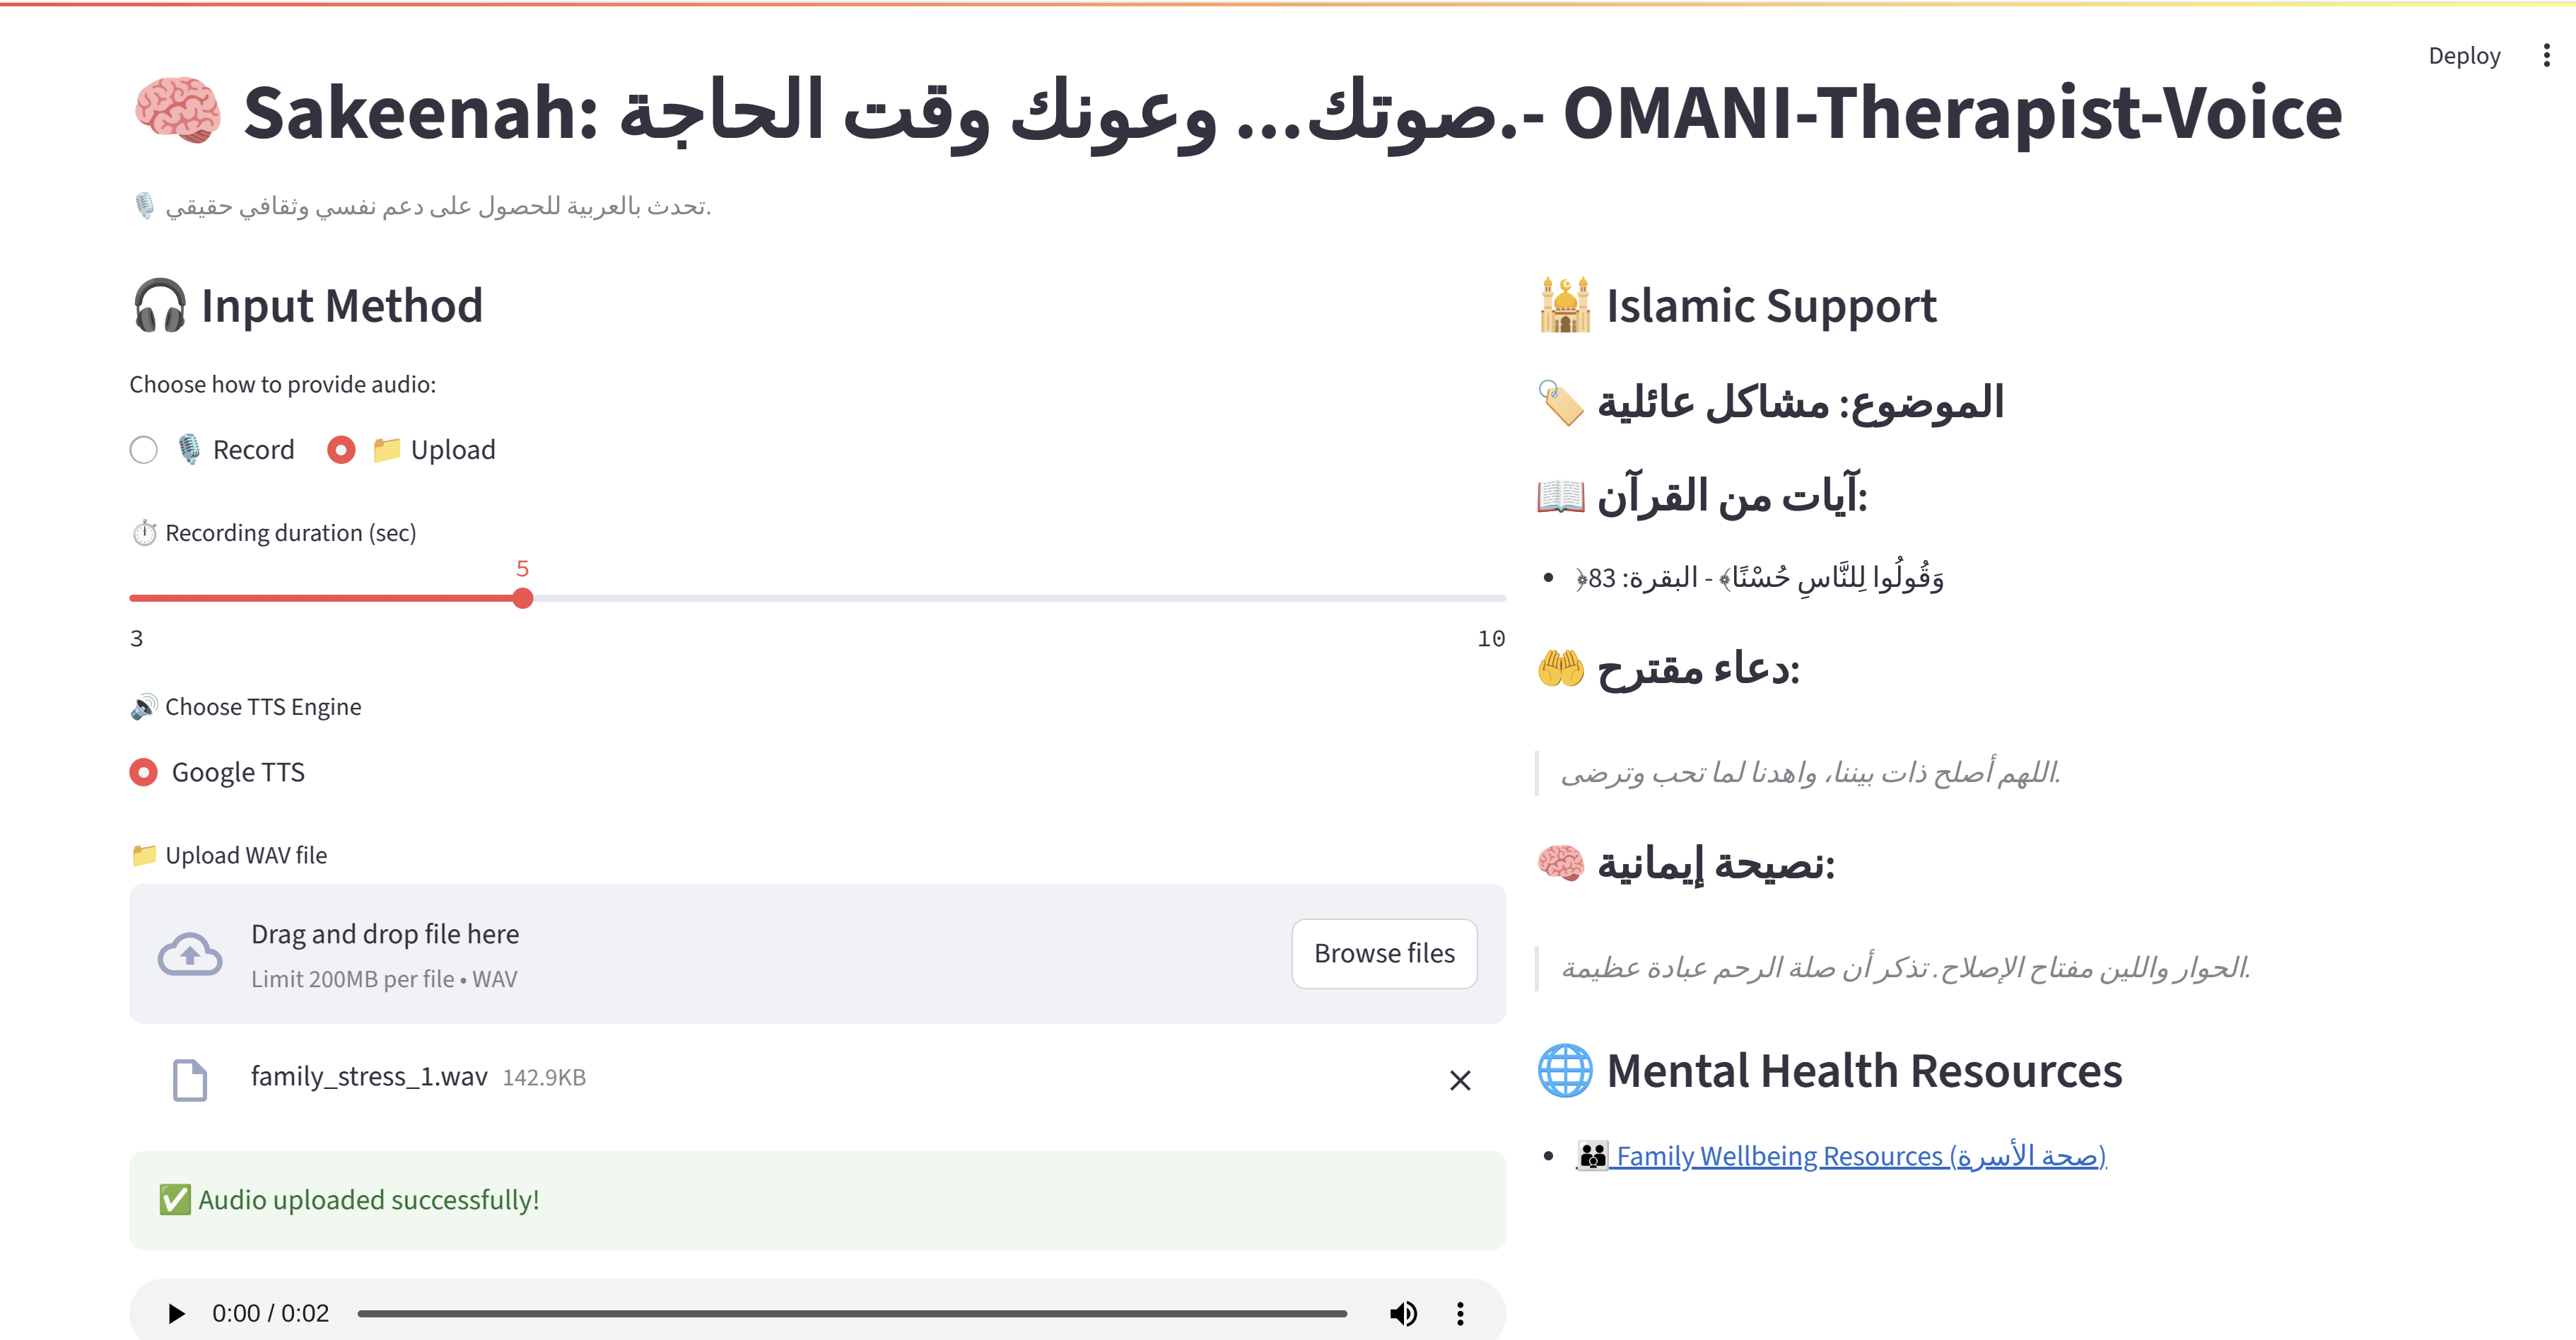 Deploy
🧠 Sakeenah: صوتك... وعونك وقت الحاجة.- OMANI-Therapist-Voice
🎙️ تحدث بالعربية للحصول على دعم نفسي وثقافي حقيقي.
🎧 Input Method
Choose how to provide audio:
🎙️ Record 📁 Upload
⏱️ Recording duration (sec)
5
3 10
🔊 Choose TTS Engine
Google TTS
📁 Upload WAV file
Drag and drop file here
Limit 200MB per file • WAV
Browse files
family_stress_1.wav 142.9KB
✅ Audio uploaded successfully!
0:00 / 0:02
🕌 Islamic Support
🏷️ الموضوع: مشاكل عائلية
📖 آيات من القرآن:
• ﴿وَقُولُوا لِلنَّاسِ حُسْنًا﴾ - البقرة: 83
🤲 دعاء مقترح:
اللهم أصلح ذات بيننا، واهدنا لما تحب وترضى.
🧠 نصيحة إيمانية:
الحوار واللين مفتاح الإصلاح. تذكر أن صلة الرحم عبادة عظيمة.
🌐 Mental Health Resources
• 👪 Family Wellbeing Resources (صحة الأسرة)